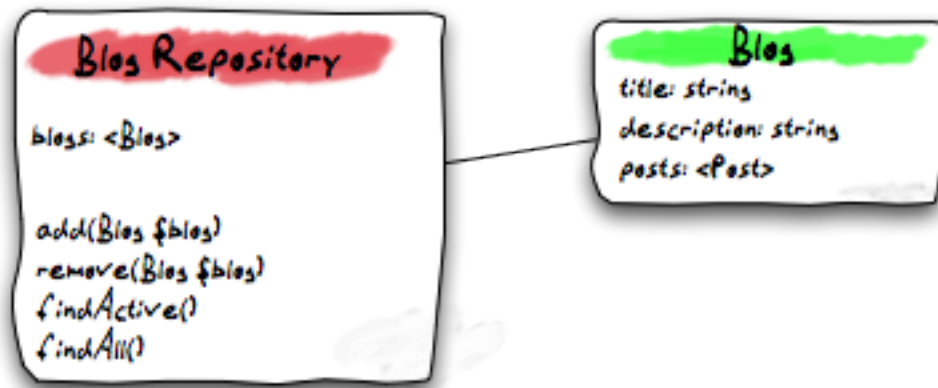 Blog Repository
blogs: <Blog>
add(Blog $blog)
remove(Blog $blog)
findActive()
findAll()
Blog
title: string
description: string
posts: <Post>